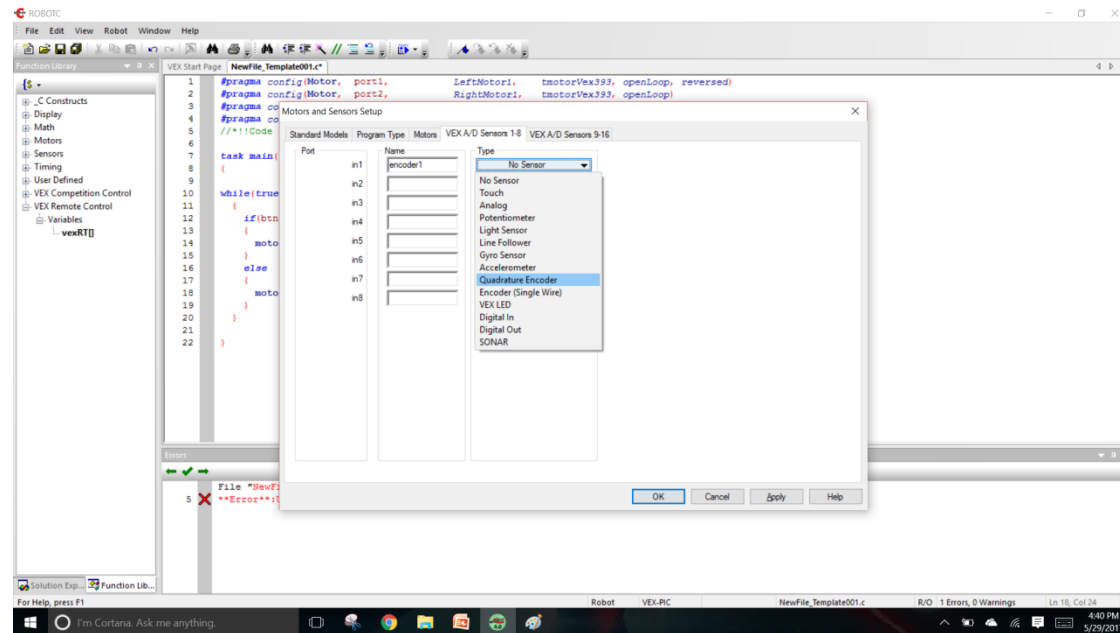 ROBOTC
File Edit View Robot Window Help
Function Library
VEX Start Page NewFile_Template001.c*
_C Constructs
Display
Math
Motors
Sensors
Timing
User Defined
VEX Competition Control
VEX Remote Control
Variables
vexRT[]
1 #pragma config(Motor, port1, LeftMotor1, tmotorVex393, openLoop, reversed)
2 #pragma config(Motor, port2, RightMotor1, tmotorVex393, openLoop)
3 #pragma co
4 #pragma co
5 //*!!Code
6
7 task main(
8 {
9
10 while(true
11 {
12 if(btn
13 {
14 moto
15 }
16 else
17 {
18 moto
19 }
20 }
21
22 }
Motors and Sensors Setup
Standard Models Program Type Motors VEX A/D Sensors 1-8 VEX A/D Sensors 9-16
Port Name Type
in1 encoder1 No Sensor
in2
in3
in4
in5
in6
in7
in8
No Sensor
Touch
Analog
Potentiometer
Light Sensor
Line Follower
Gyro Sensor
Accelerometer
Quadrature Encoder
Encoder (Single Wire)
VEX LED
Digital In
Digital Out
SONAR
OK Cancel Apply Help
Errors
File "NewF
5 **Error**:
Solution Exp... Function Lib...
For Help, press F1 Robot VEX-PIC NewFile_Template001.c R/O 1 Errors, 0 Warnings Ln 18, Col 24
I'm Cortana. Ask me anything.
4:40 PM
5/29/201